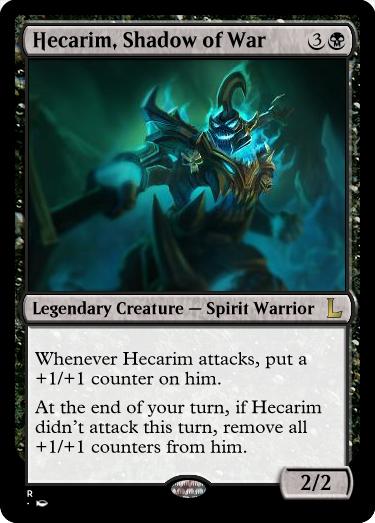 Hecarim, Shadow of War 3
Legendary Creature — Spirit Warrior L
Whenever Hecarim attacks, put a
+1/+1 counter on him.
At the end of your turn, if Hecarim
didn't attack this turn, remove all
+1/+1 counters from him.
2/2
R